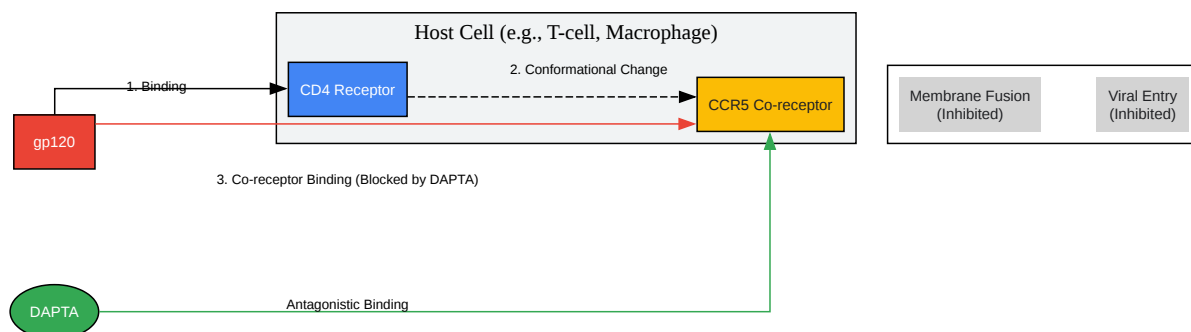 Host Cell (e.g., T-cell, Macrophage)
1. Binding
CD4 Receptor
2. Conformational Change
CCR5 Co-receptor
Membrane Fusion
(Inhibited)
Viral Entry
(Inhibited)
gp120
3. Co-receptor Binding (Blocked by DAPTA)
DAPTA
Antagonistic Binding